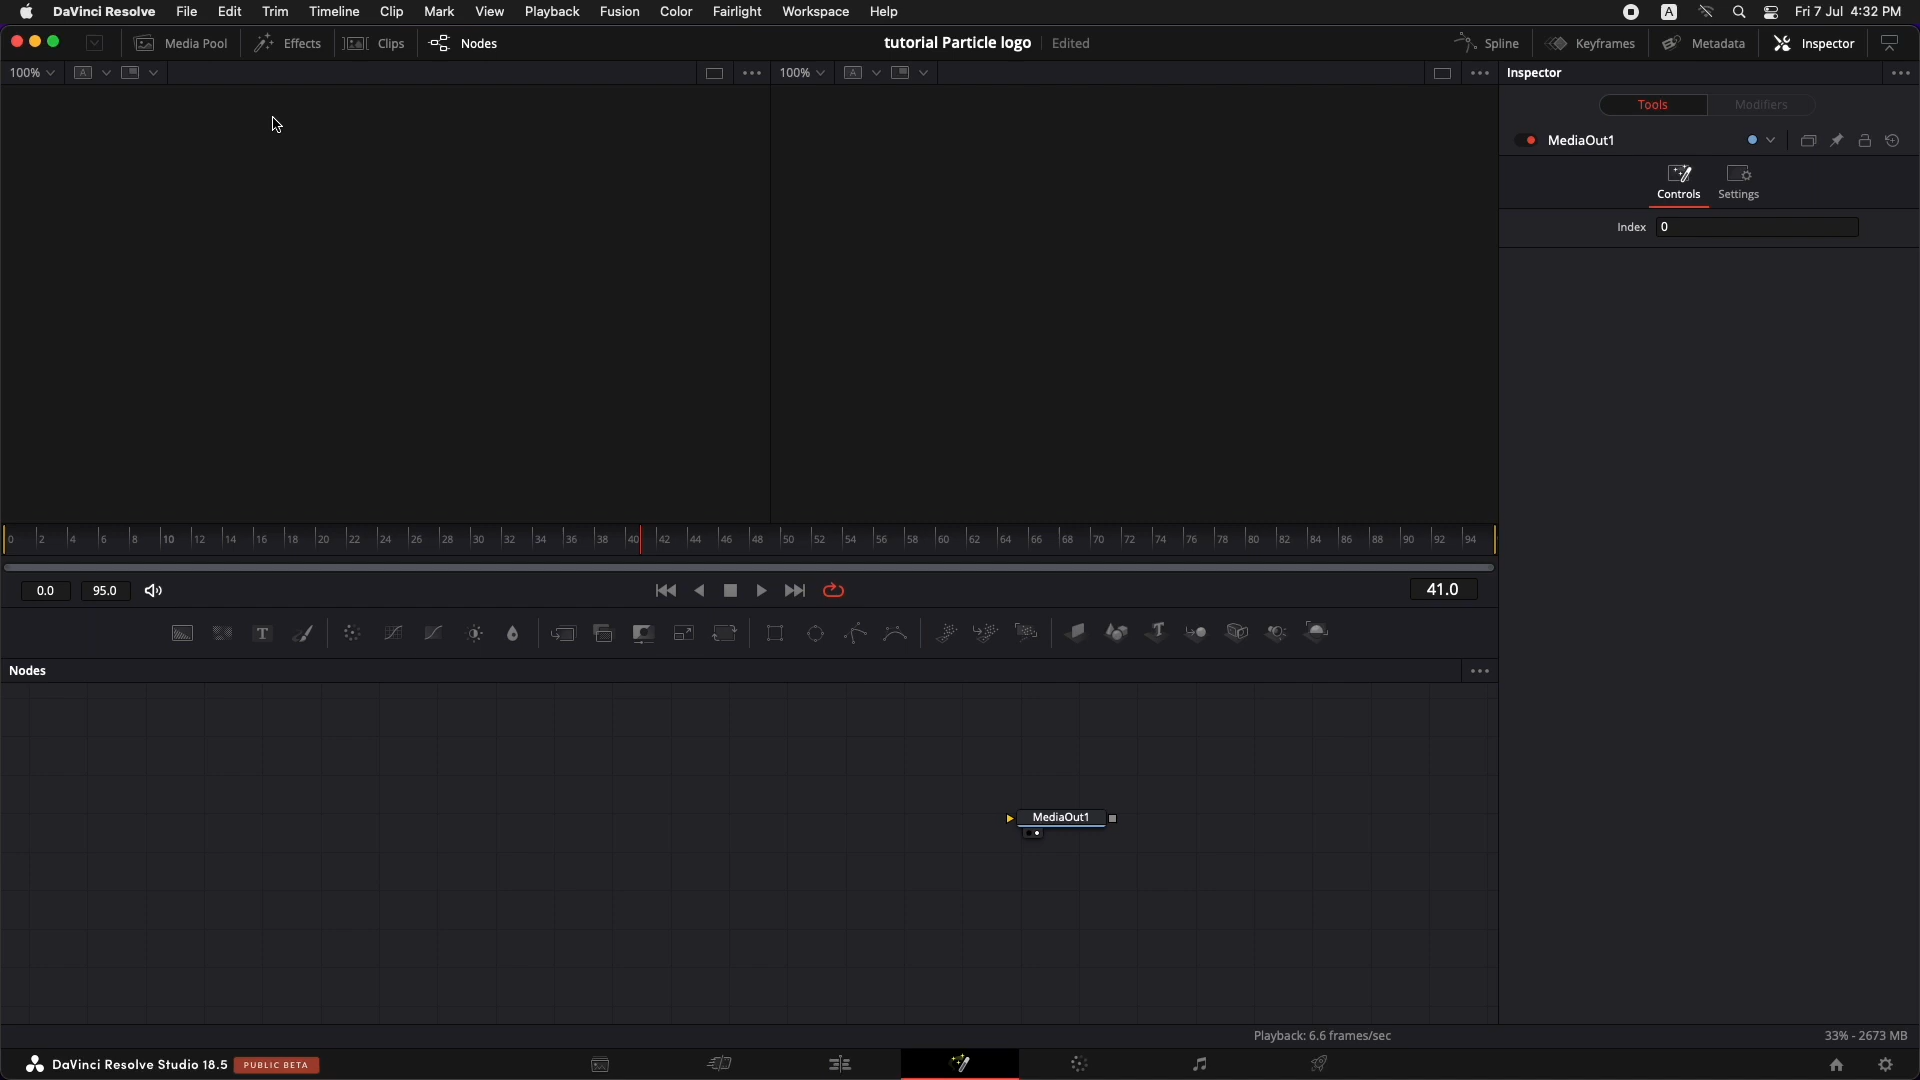 DaVinci Resolve File Edit Trim Timeline Clip Mark View Playback Fusion Color Fairlight Workspace Help A Fri 7 Jul 4:32 PM
Media Pool Effects Clips Nodes tutorial Particle logo Edited Spline Keyframes Metadata Inspector
100% A 100% A Inspector
Tools Modifiers
MediaOut1
Controls Settings
Index 0
0 2 4 6 8 10 12 14 16 18 20 22 24 26 28 30 32 34 36 38 40 42 44 46 48 50 52 54 56 58 60 62 64 66 68 70 72 74 76 78 80 82 84 86 88 90 92 94
0.0 95.0 41.0
T T
Nodes
MediaOut1
Playback: 6.6 frames/sec 33% - 2673 MB
DaVinci Resolve Studio 18.5 PUBLIC BETA